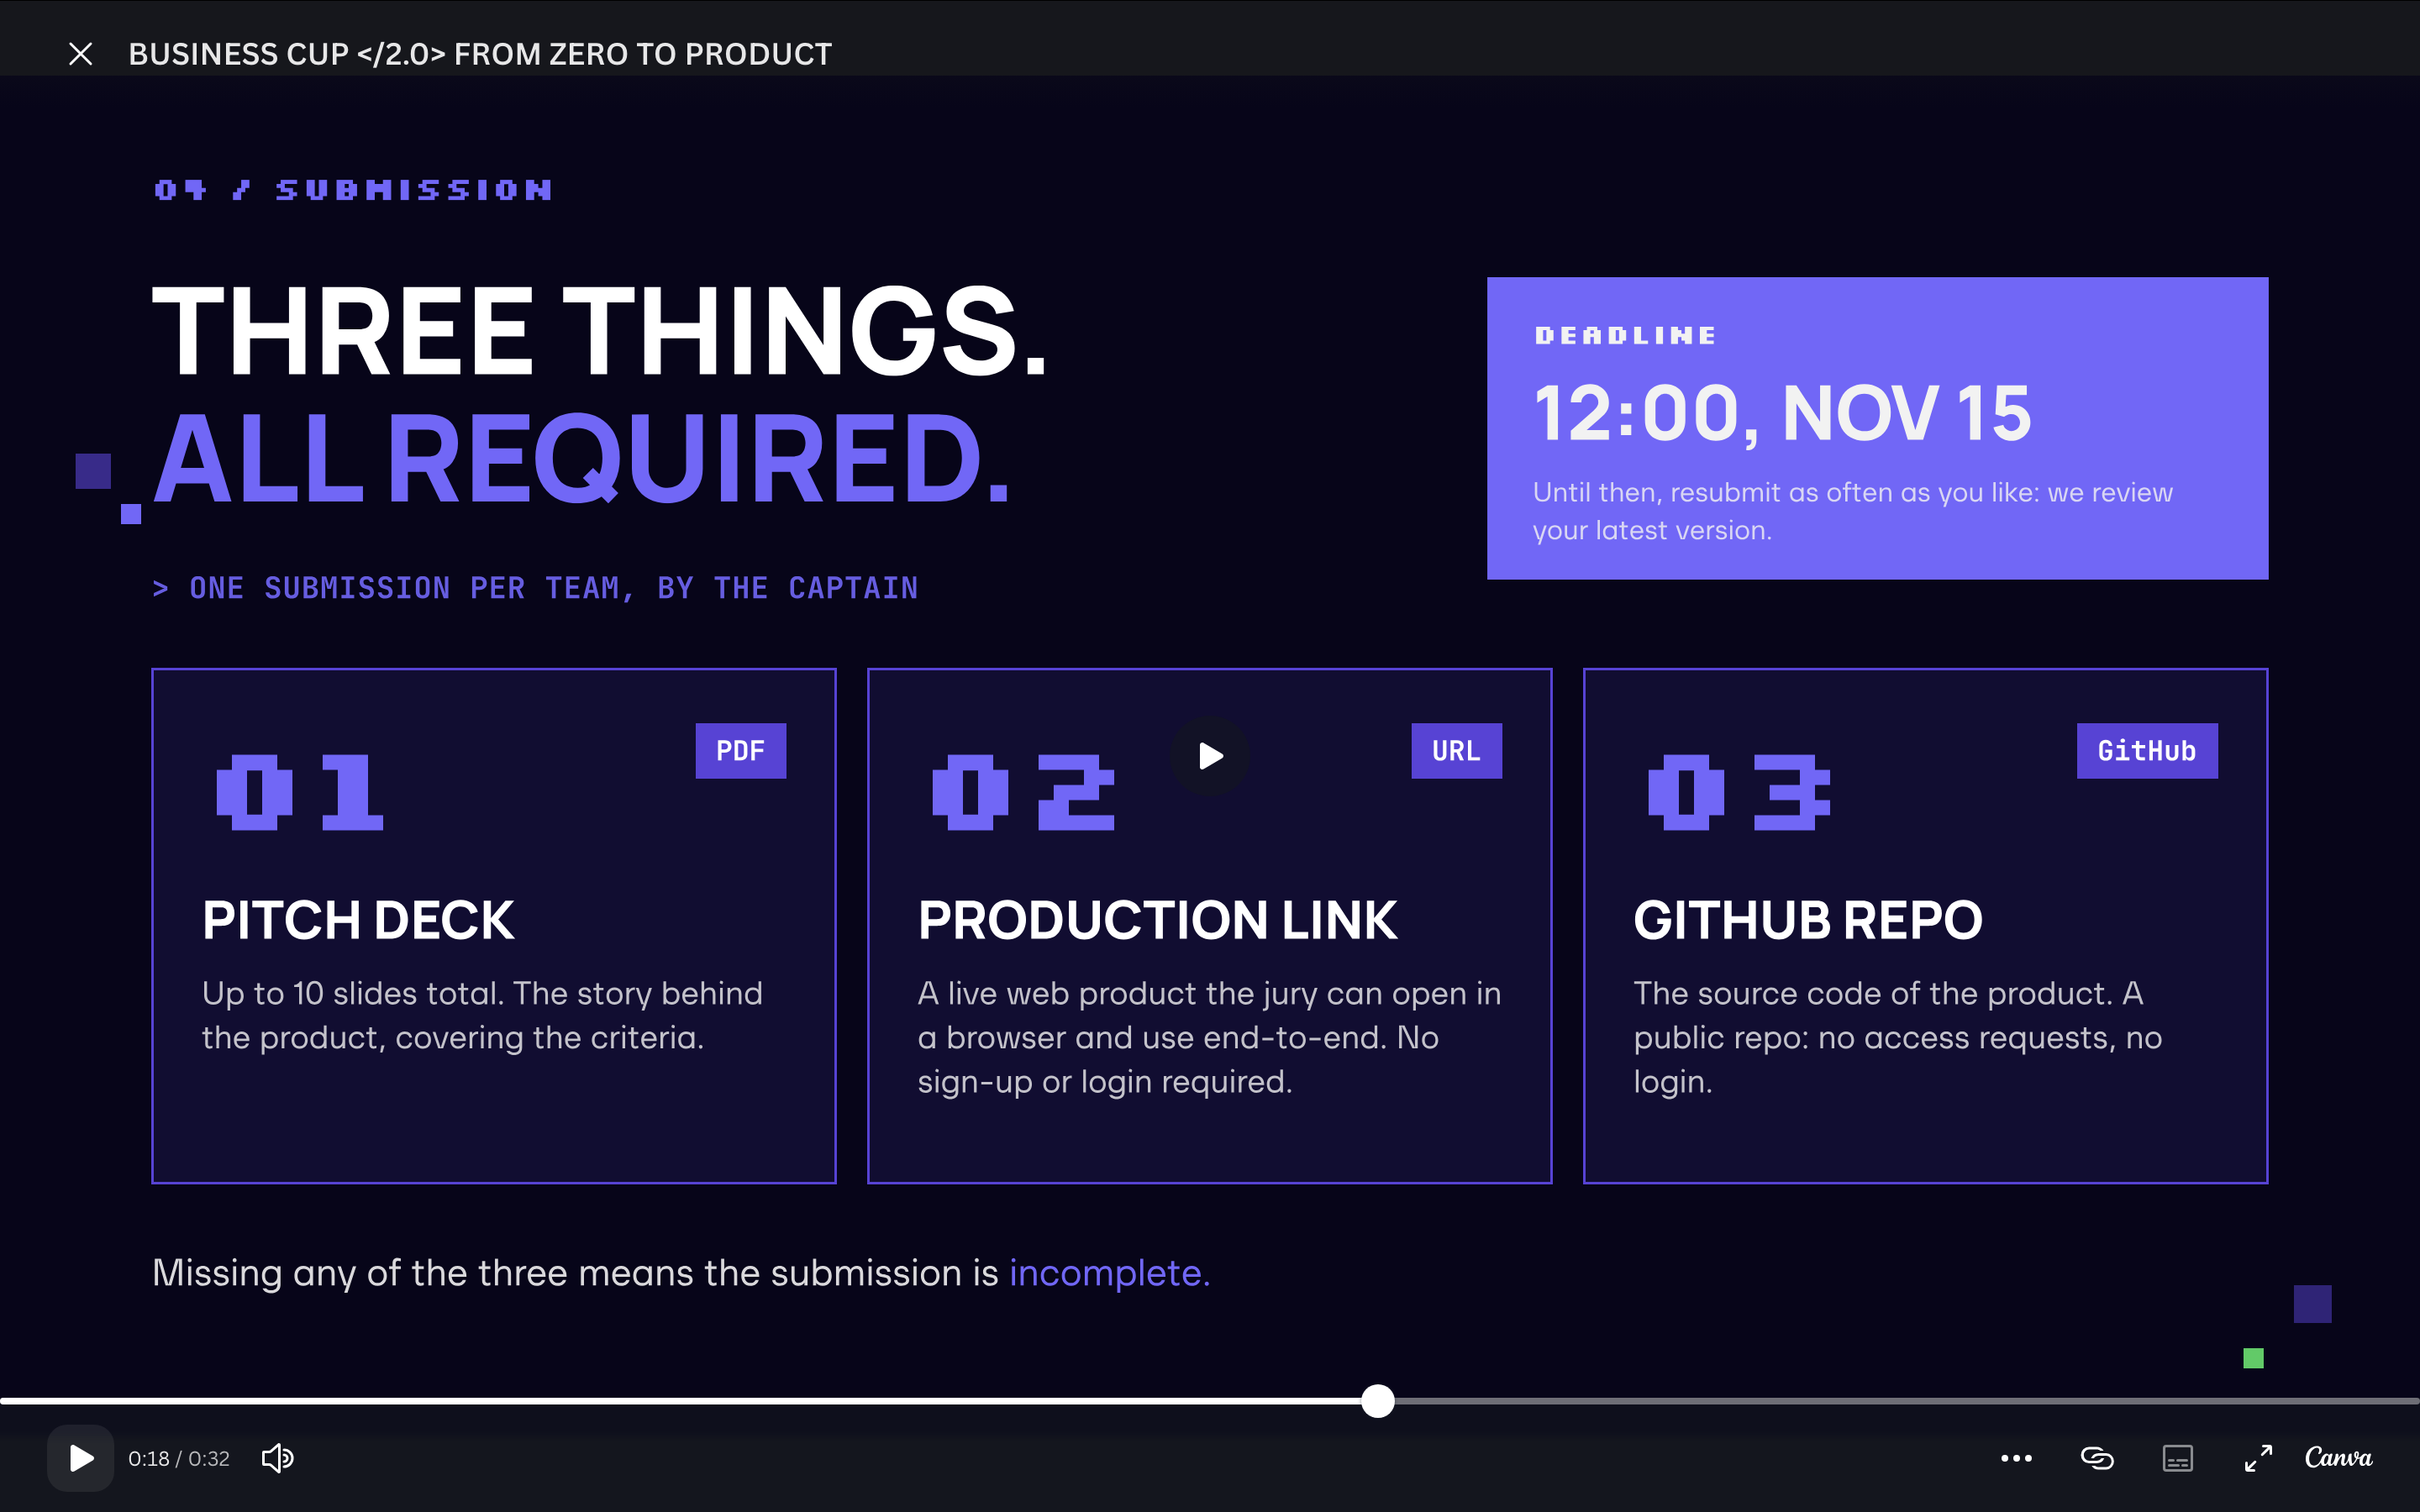 BUSINESS CUP </2.0> FROM ZERO TO PRODUCT
04 / SUBMISSION
THREE THINGS.
ALL REQUIRED.
> ONE SUBMISSION PER TEAM, BY THE CAPTAIN
DEADLINE
12:00, NOV 15
Until then, resubmit as often as you like: we review
your latest version.
01
PDF
PITCH DECK
Up to 10 slides total. The story behind
the product, covering the criteria.
02
URL
PRODUCTION LINK
A live web product the jury can open in
a browser and use end-to-end. No
sign-up or login required.
03
GitHub
GITHUB REPO
The source code of the product. A
public repo: no access requests, no
login.
Missing any of the three means the submission is incomplete.
0:18 / 0:32
Canva